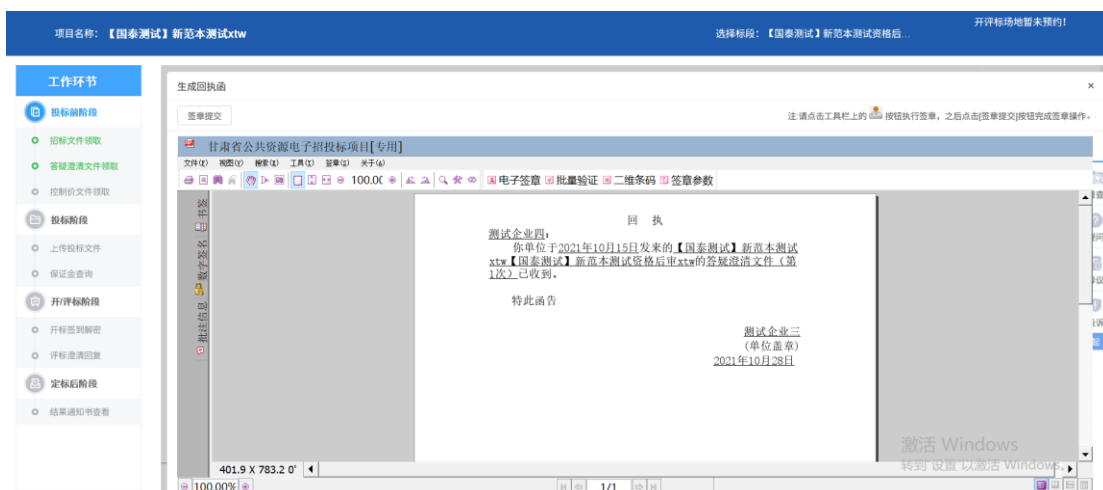 项目名称：【国泰测试】新范本测试xtw
选择标段：【国泰测试】新范本测试资格后...
开评标场地暂未预约!
工作环节
投标前阶段
招标文件领取
答疑澄清文件领取
控制价文件领取
投标阶段
上传投标文件
保证金查询
开/评标阶段
开标签到解密
评标澄清回复
定标后阶段
结果通知书查看
生成回执函
×
签章提交
注:请点击工具栏上的 按钮执行签章，之后点击[签章提交]按钮完成签章操作。
甘肃省公共资源电子招投标项目[专用]
文件(F) 视图(V) 搜索(S) 工具(T) 签章(Q) 关于(A)
100.0( 电子签章 批量验证 二维条码 签章参数
书签
数字签名
批注信息
回 执
测试企业四：
你单位于2021年10月15日发来的【国泰测试】新范本测试
xtw【国泰测试】新范本测试资格后审xtw的答疑澄清文件（第
1次）已收到。
特此函告
测试企业三
(单位盖章)
2021年10月28日
激活 Windows
转到"设置"以激活 Windows。
401.9 X 783.2 0'
100.00% 1/1